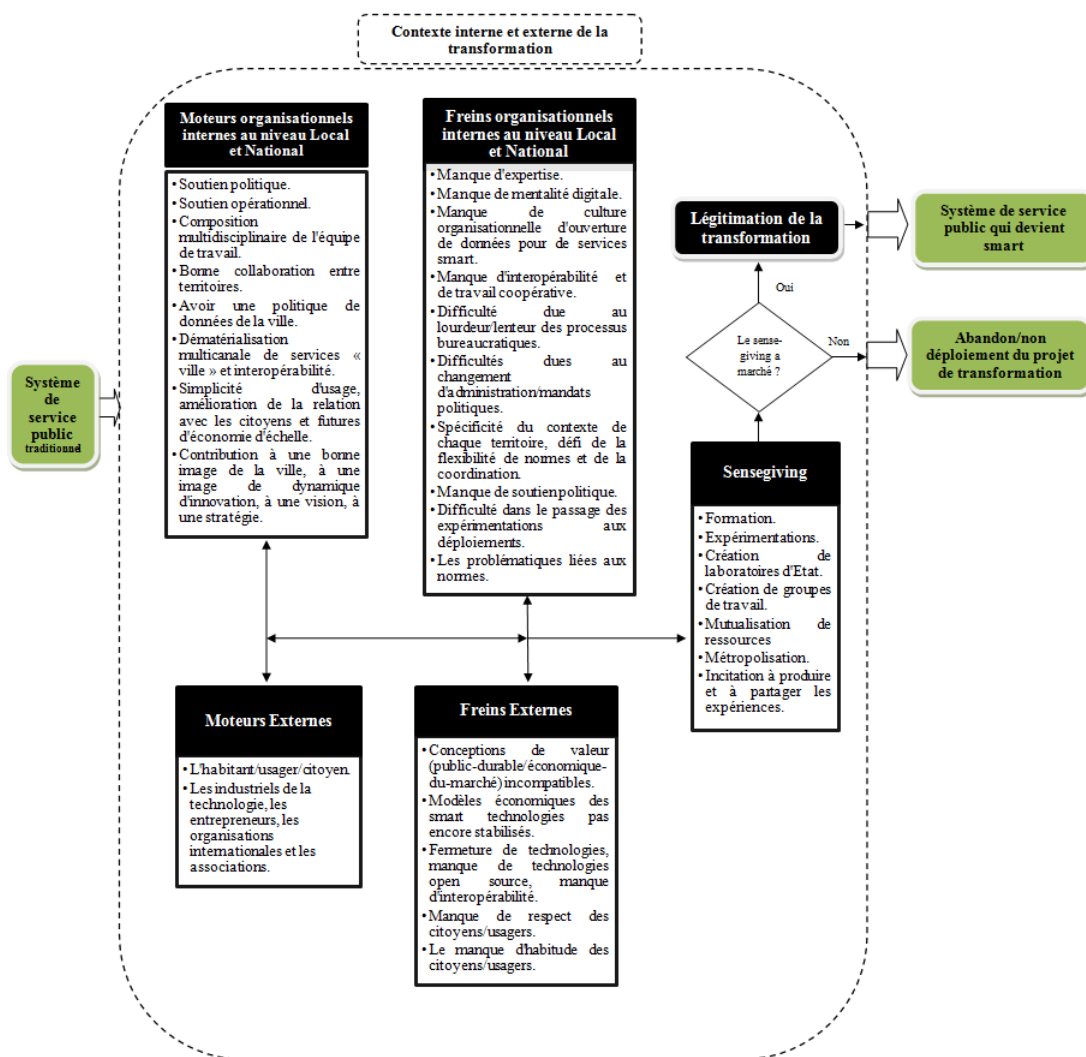 Contexte interne et externe de la
transformation
Système
de
service
public
traditionnel
Moteurs organisationnels
internes au niveau Local
et National
•Soutien politique.
•Soutien opérationnel.
•Composition
multidisciplinaire de l'équipe
de travail.
•Bonne collaboration entre
territoires.
•Avoir une politique de
données de la ville.
•Dématérialisation
multicanale de services «
ville » et interopérabilité.
•Simplicité d'usage,
amélioration de la relation
avec les citoyens et futures
d'économie d'échelle.
•Contribution à une bonne
image de la ville, à une
image de dynamique
d'innovation, à une vision, à
une stratégie.
Freins organisationnels
internes au niveau Local
et National
•Manque d'expertise.
•Manque de mentalité digitale.
•Manque de culture
organisationnelle d'ouverture
de données pour de services
smart.
•Manque d'interopérabilité et
de travail coopérative.
•Difficulté due au
lourdeur/lenteur des processus
bureaucratiques.
•Difficultés dues au
changement
d'administration/mandats
politiques.
•Spécificité du contexte de
chaque territoire, défi de la
flexibilité de normes et de la
coordination.
•Manque de soutien politique.
•Difficulté dans le passage des
expérimentations aux
déploiements.
•Les problématiques liées aux
normes.
Légitimation de la
transformation
Système de service
public qui devient
smart
Oui
Le sense-
giving a
marché ?
Non
Abandon/non
déploiement du projet
de transformation
Sensegiving
•Formation.
•Expérimentations.
•Création de
laboratoires d'Etat.
•Création de groupes
de travail.
•Mutualisation de
ressources
•Métropolisation.
•Incitation à produire
et à partager les
expériences.
Moteurs Externes
•L'habitant/usager/citoyen.
•Les industriels de la
technologie, les
entrepreneurs, les
organisations
internationales et les
associations.
Freins Externes
•Conceptions de valeur
(public-durable/économique-
du-marché) incompatibles.
•Modèles économiques des
smart technologies pas
encore stabilisés.
•Fermeture de technologies,
manque de technologies
open source, manque
d'interopérabilité.
•Manque de respect des
citoyens/usagers.
•Le manque d'habitude des
citoyens/usagers.